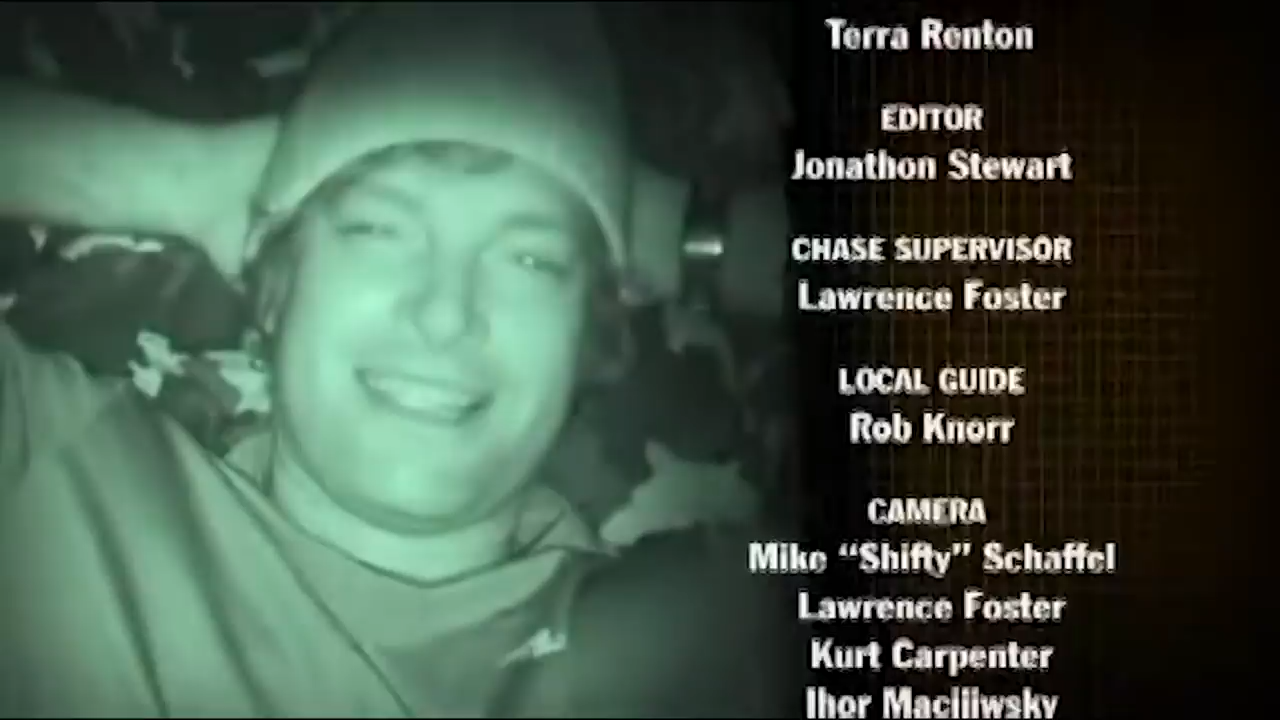 Terra Renton
EDITOR
Jonathon Stewart
CHASE SUPERVISOR
Lawrence Foster
LOCAL GUIDE
Rob Knorr
CAMERA
Mike “Shifty” Schaffel
Lawrence Foster
Kurt Carpenter
Ihor Macijiwsky